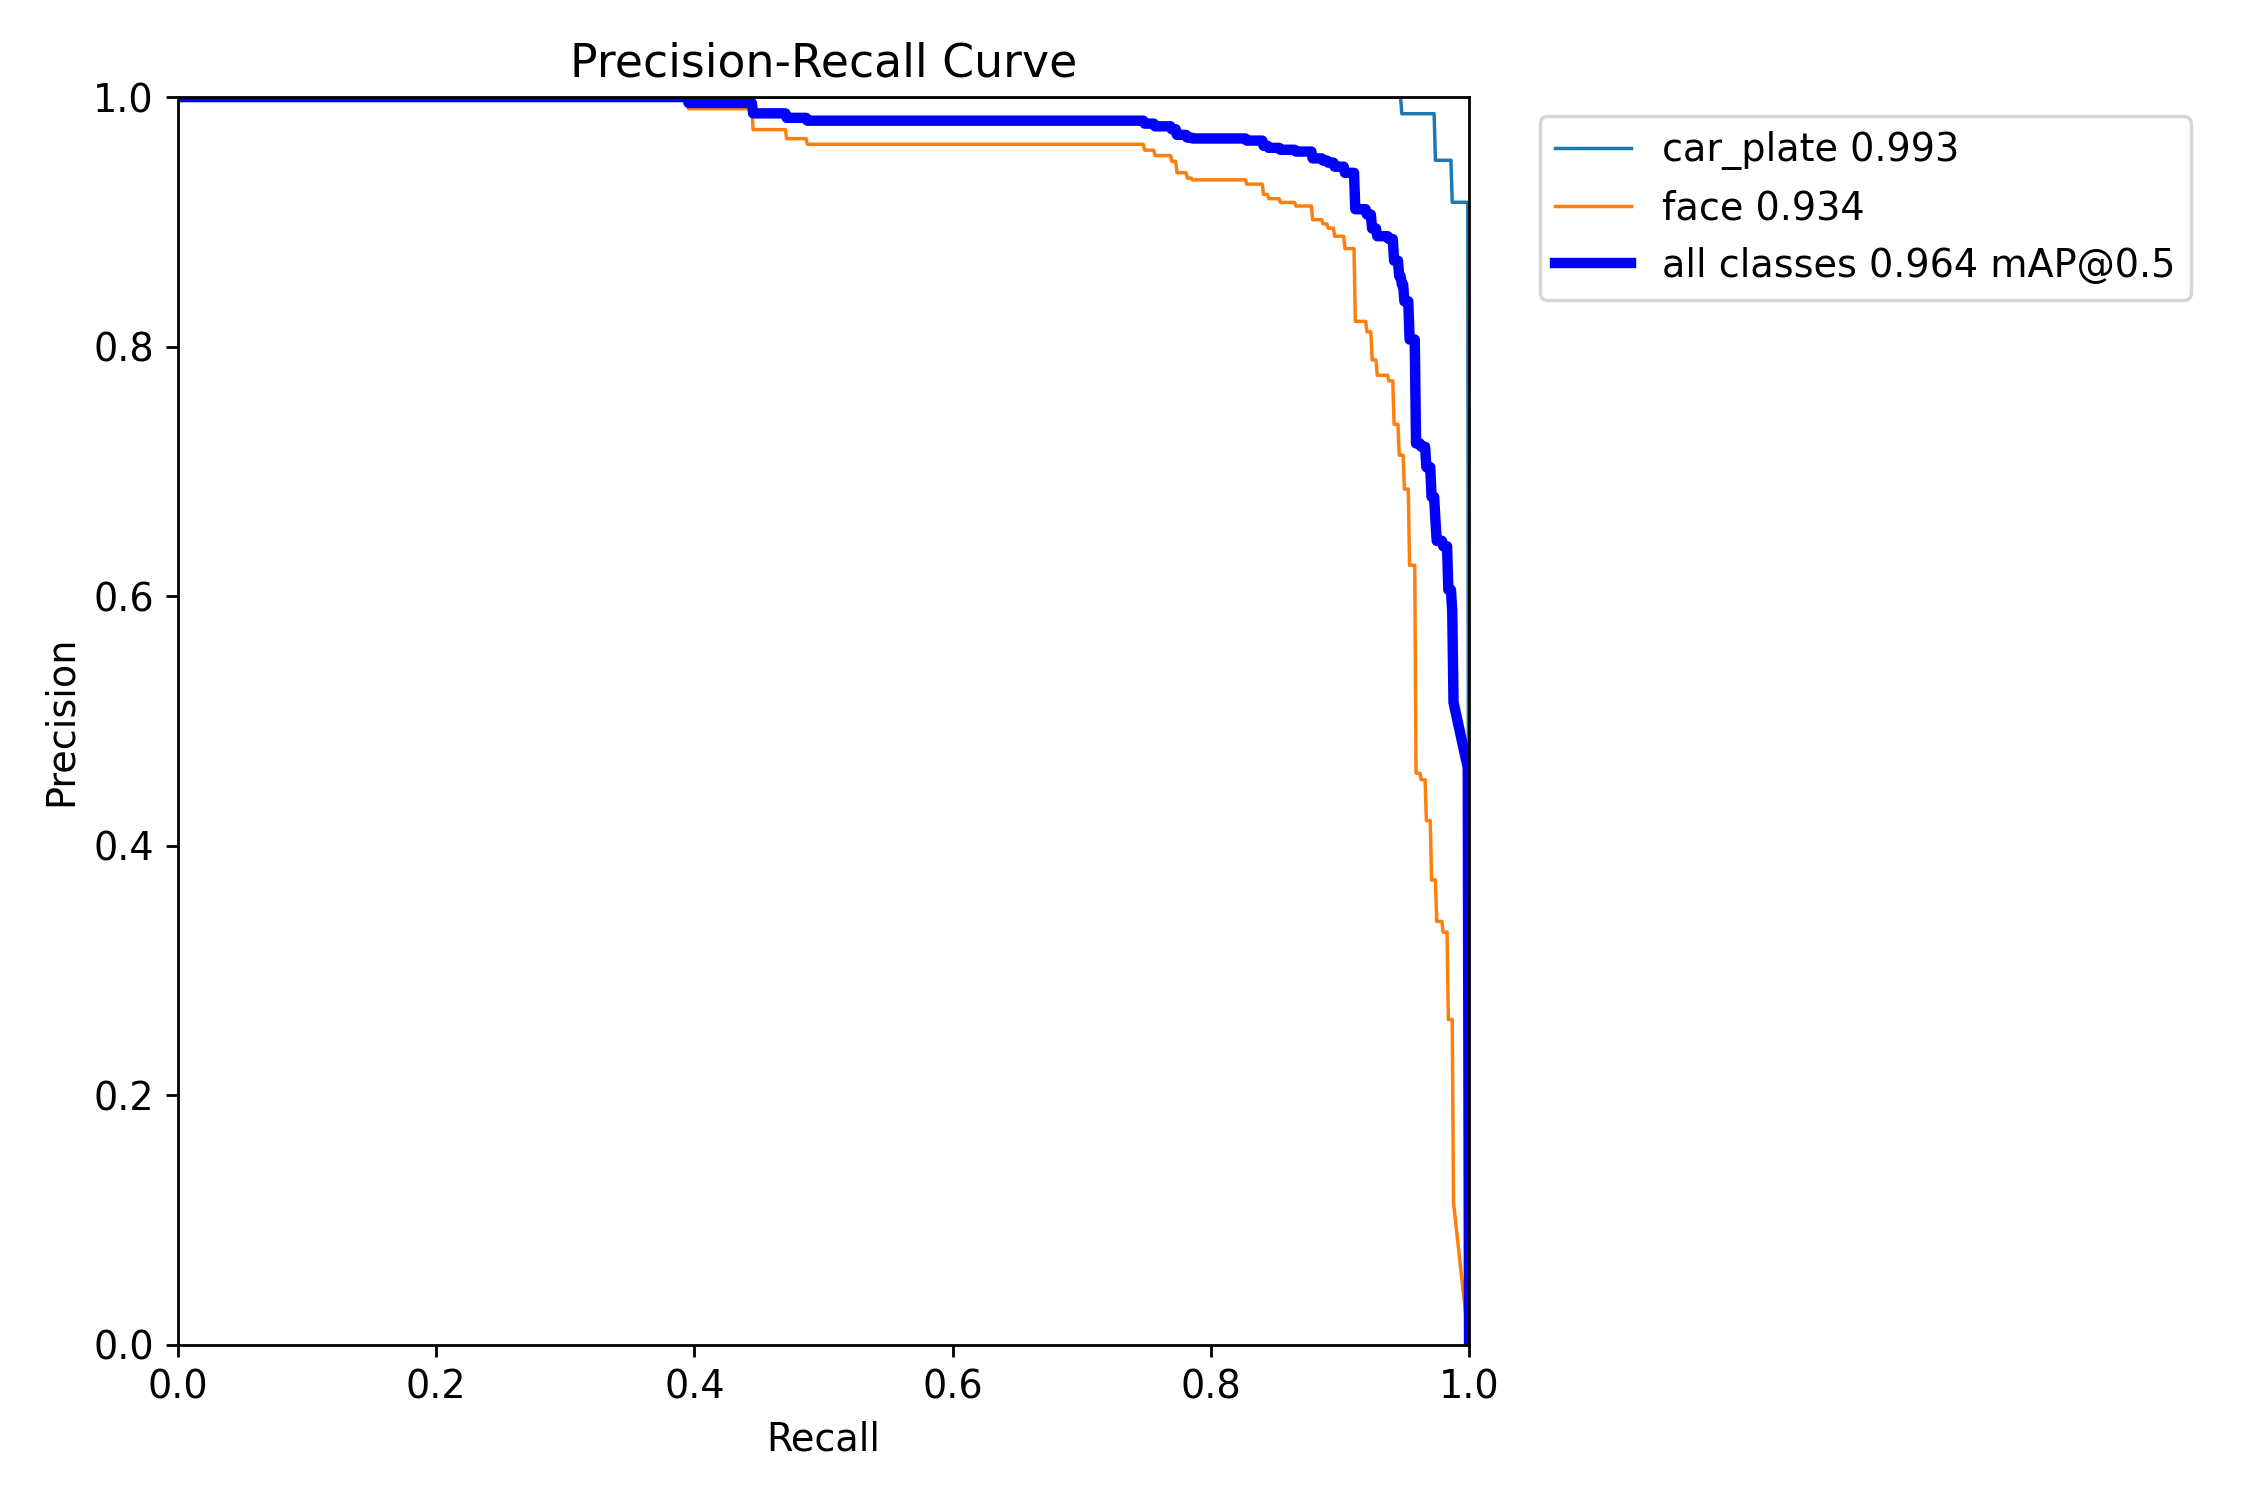 Precision-Recall Curve
1.0
0.8
0.6
0.4
0.2
0.0
Precision
0.0 0.2 0.4 0.6 0.8 1.0
Recall
car_plate 0.993
face 0.934
all classes 0.964 mAP@0.5